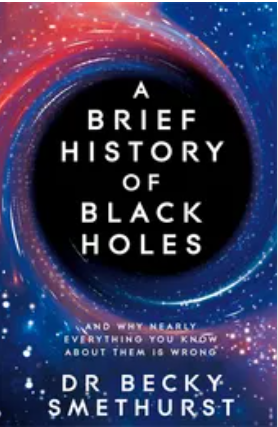 A
BRIEF
HISTORY
OF
BLACK
HOLES
AND WHY NEARLY
EVERYTHING YOU KNOW
ABOUT THEM IS WRONG
DR BECKY
SMETHURST